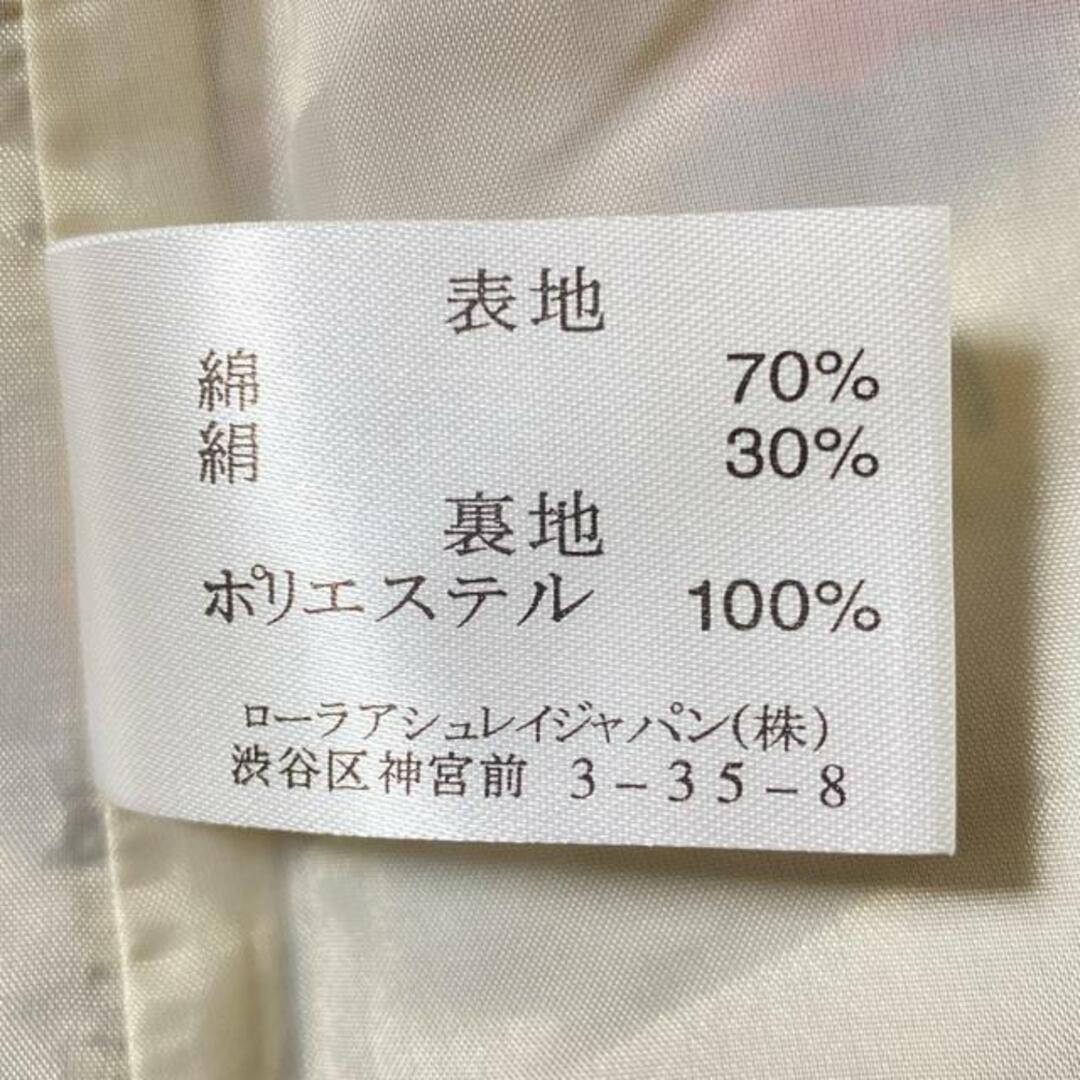 表地
綿 70%
絹 30%
裏地
ポリエステル 100%
ローラアシュレイジャパン(株)
渋谷区神宮前 3-35-8